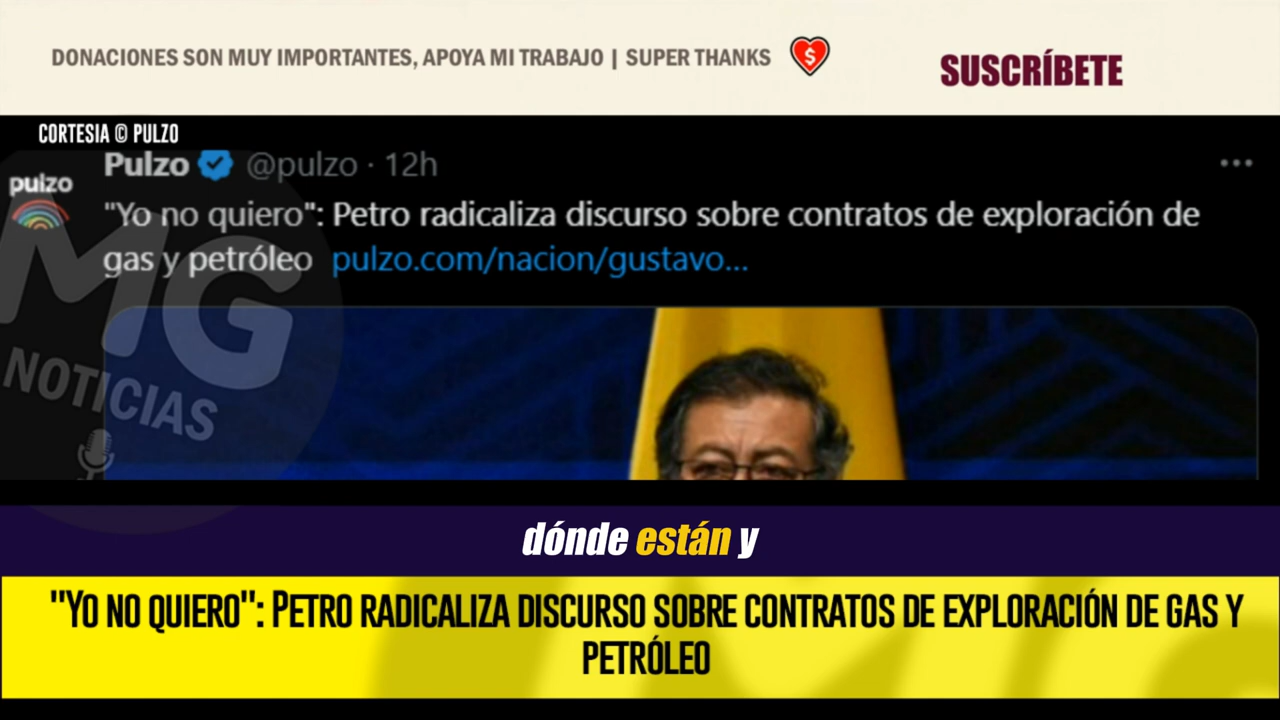 DONACIONES SON MUY IMPORTANTES, APOYA MI TRABAJO | SUPER THANKS
SUSCRÍBETE
CORTESIA © PULZO
pulzo
Pulzo @pulzo · 12h
"Yo no quiero": Petro radicaliza discurso sobre contratos de exploración de
gas y petróleo pulzo.com/nacion/gustavo...
MG
NOTICIAS
dónde están y
"YO NO QUIERO": PETRO RADICALIZA DISCURSO SOBRE CONTRATOS DE EXPLORACIÓN DE GAS Y
PETRÓLEO